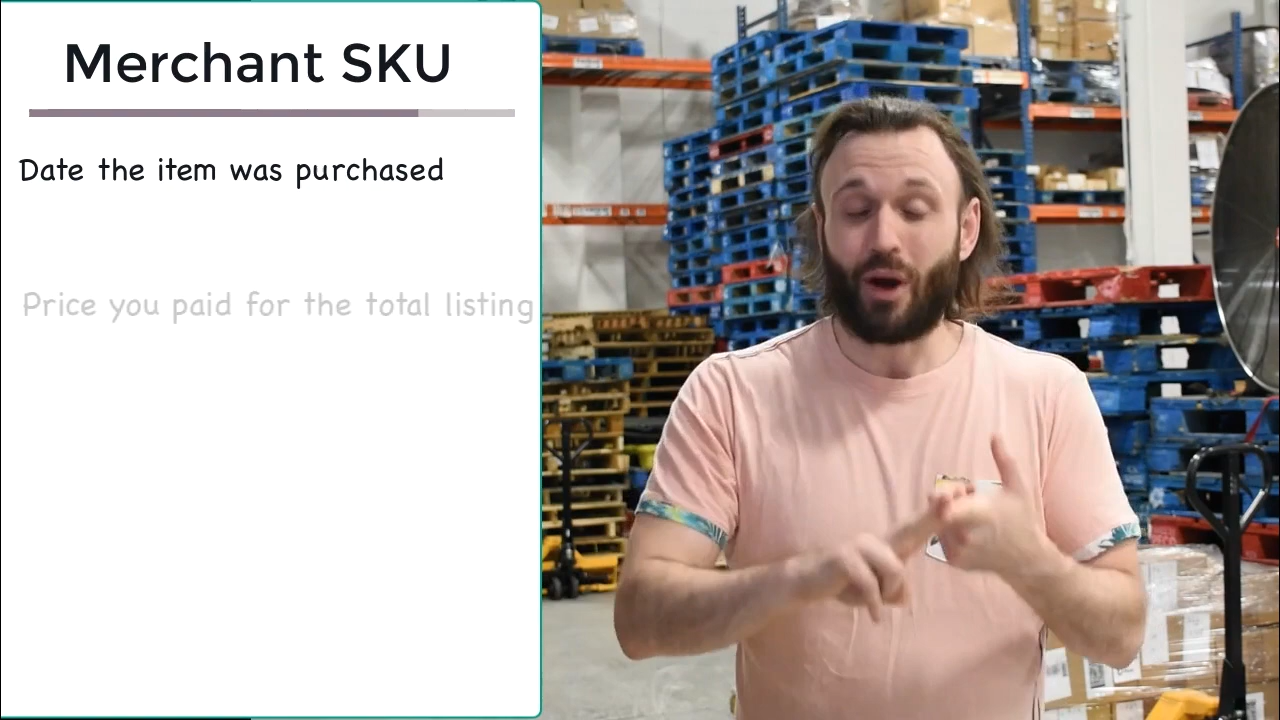 Merchant SKU
Date the item was purchased
Price you paid for the total listing